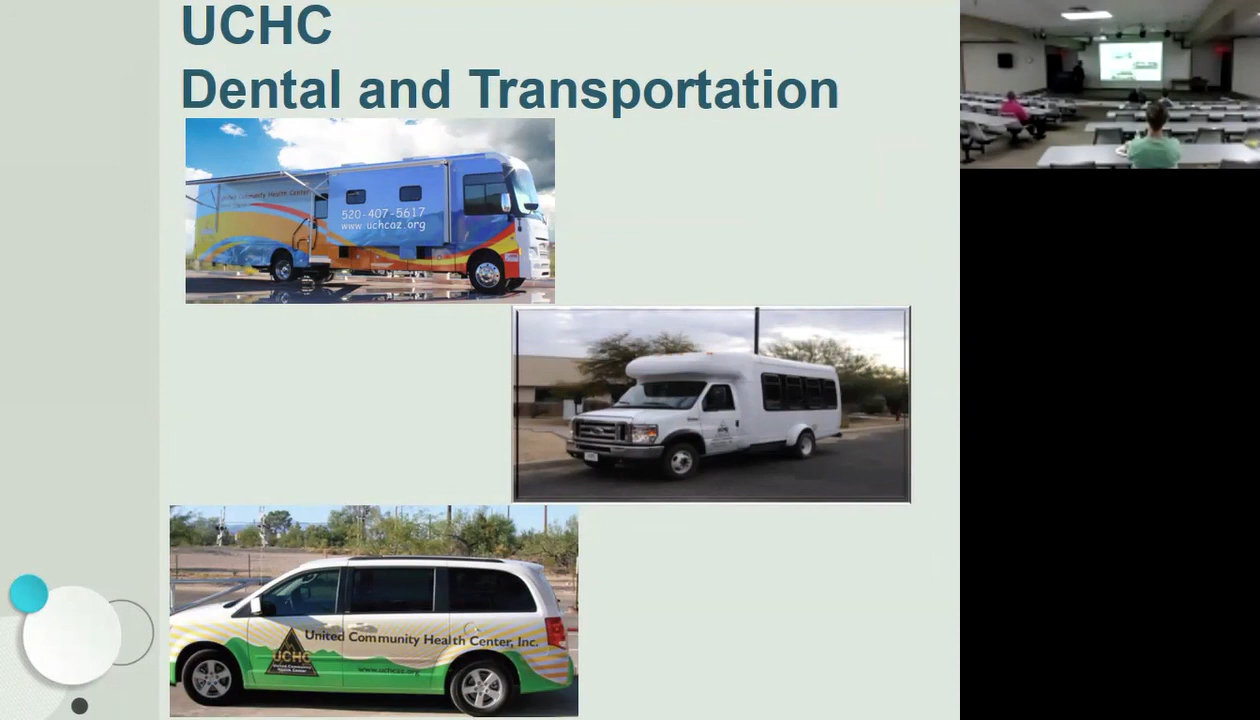 UCHC
Dental and Transportation
United Community Health Center
520-407-5617
www.uchcaz.org
United Community Health Center, Inc.
UCHC
United Community
Health Center
www.uchcaz.org